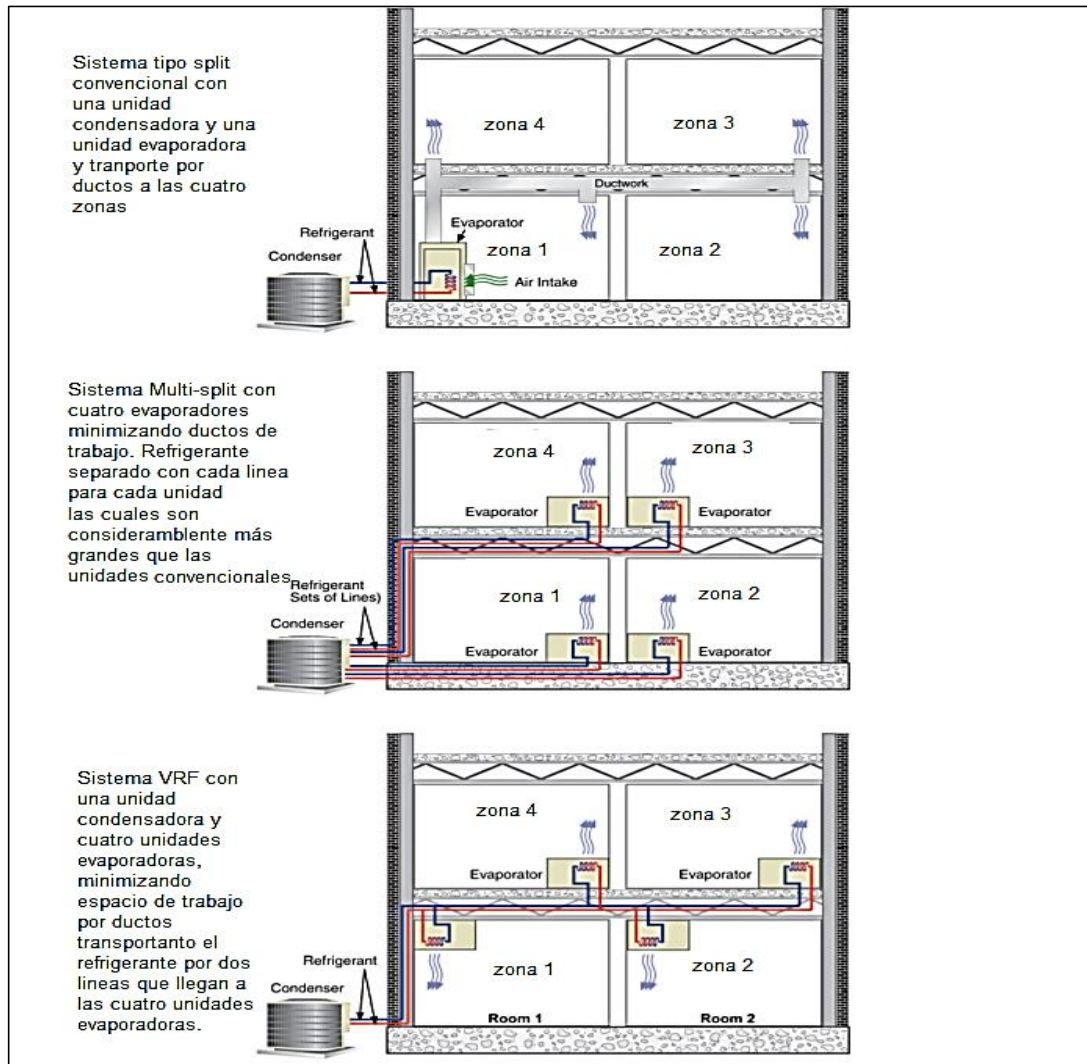 Sistema tipo split
convencional con
una unidad
condensadora y una
unidad evaporadora
y tranporte por
ductos a las cuatro
zonas
zona 4
zona 3
Ductwork
Evaporator
Refrigerant
Condenser
zona 1
zona 2
Air Intake
Sistema Multi-split con
cuatro evaporadores
minimizando ductos de
trabajo. Refrigerante
separado con cada linea
para cada unidad
las cuales son
consideramblente más
grandes que las
unidades convencionales
zona 4
zona 3
Evaporator
Evaporator
Refrigerant
Sets of Lines)
Condenser
zona 1
zona 2
Evaporator
Evaporator
Sistema VRF con
una unidad
condensadora y
cuatro unidades
evaporadoras,
minimizando
espacio de trabajo
por ductos
transportanto el
refrigerante por dos
lineas que llegan a
las cuatro unidades
evaporadoras.
zona 4
zona 3
Evaporator
Evaporator
Refrigerant
Condenser
zona 1
zona 2
Room 1
Room 2